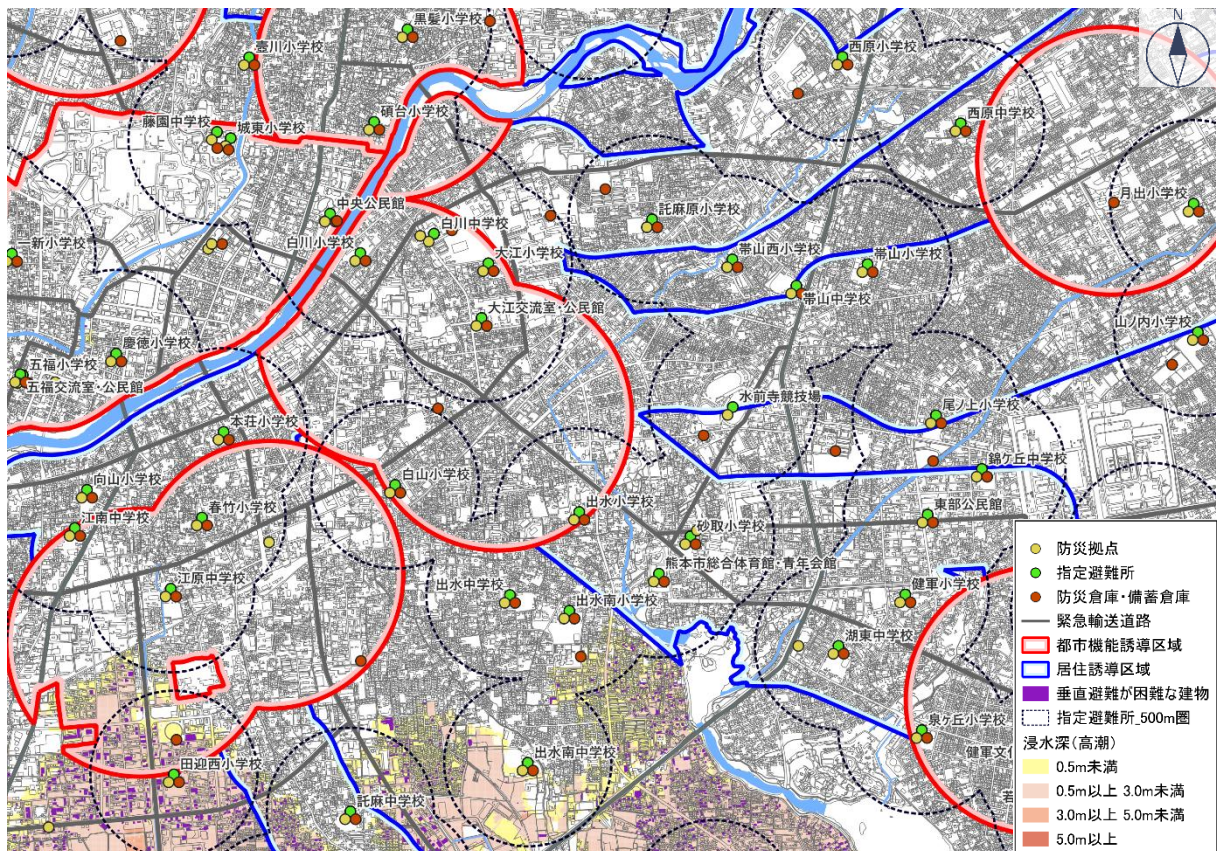 黒髪小学校
N
壺川小学校
西原小学校
藤園中学校
城東小学校
碩台小学校
西原中学校
月出小学校
中央公民館
白川中学校
託麻原小学校
一新小学校
白川小学校
大江小学校
帯山西小学校
帯山小学校
大江交流室・公民館
帯山中学校
山ノ内小学校
慶徳小学校
五福小学校
五福交流室・公民館
水前寺競技場
尾ノ上小学校
本荘小学校
錦ケ丘中学校
向山小学校
白山小学校
春竹小学校
出水小学校
東部公民館
江南中学校
砂取小学校
熊本市総合体育館・青年会館
江原中学校
出水中学校
出水南小学校
健軍小学校
湖東中学校
泉ケ丘小学校
健軍文化
出水南中学校
田迎西小学校
若
託麻中学校
防災拠点
指定避難所
防災倉庫・備蓄倉庫
緊急輸送道路
都市機能誘導区域
居住誘導区域
垂直避難が困難な建物
指定避難所_500m圏
浸水深(高潮)
0.5m未満
0.5m以上 3.0m未満
3.0m以上 5.0m未満
5.0m以上